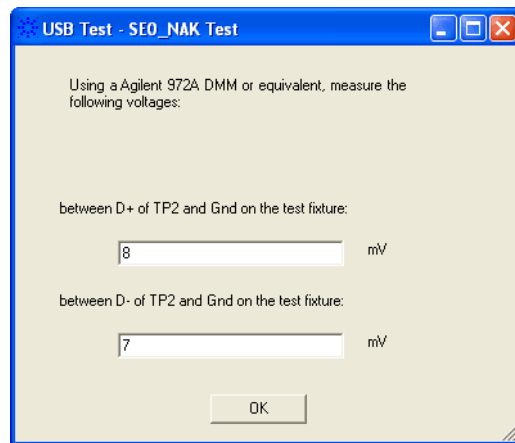 USB Test - SE0_NAK Test
Using a Agilent 972A DMM or equivalent, measure the
following voltages:
between D+ of TP2 and Gnd on the test fixture:
8 mV
between D- of TP2 and Gnd on the test fixture:
7 mV
OK